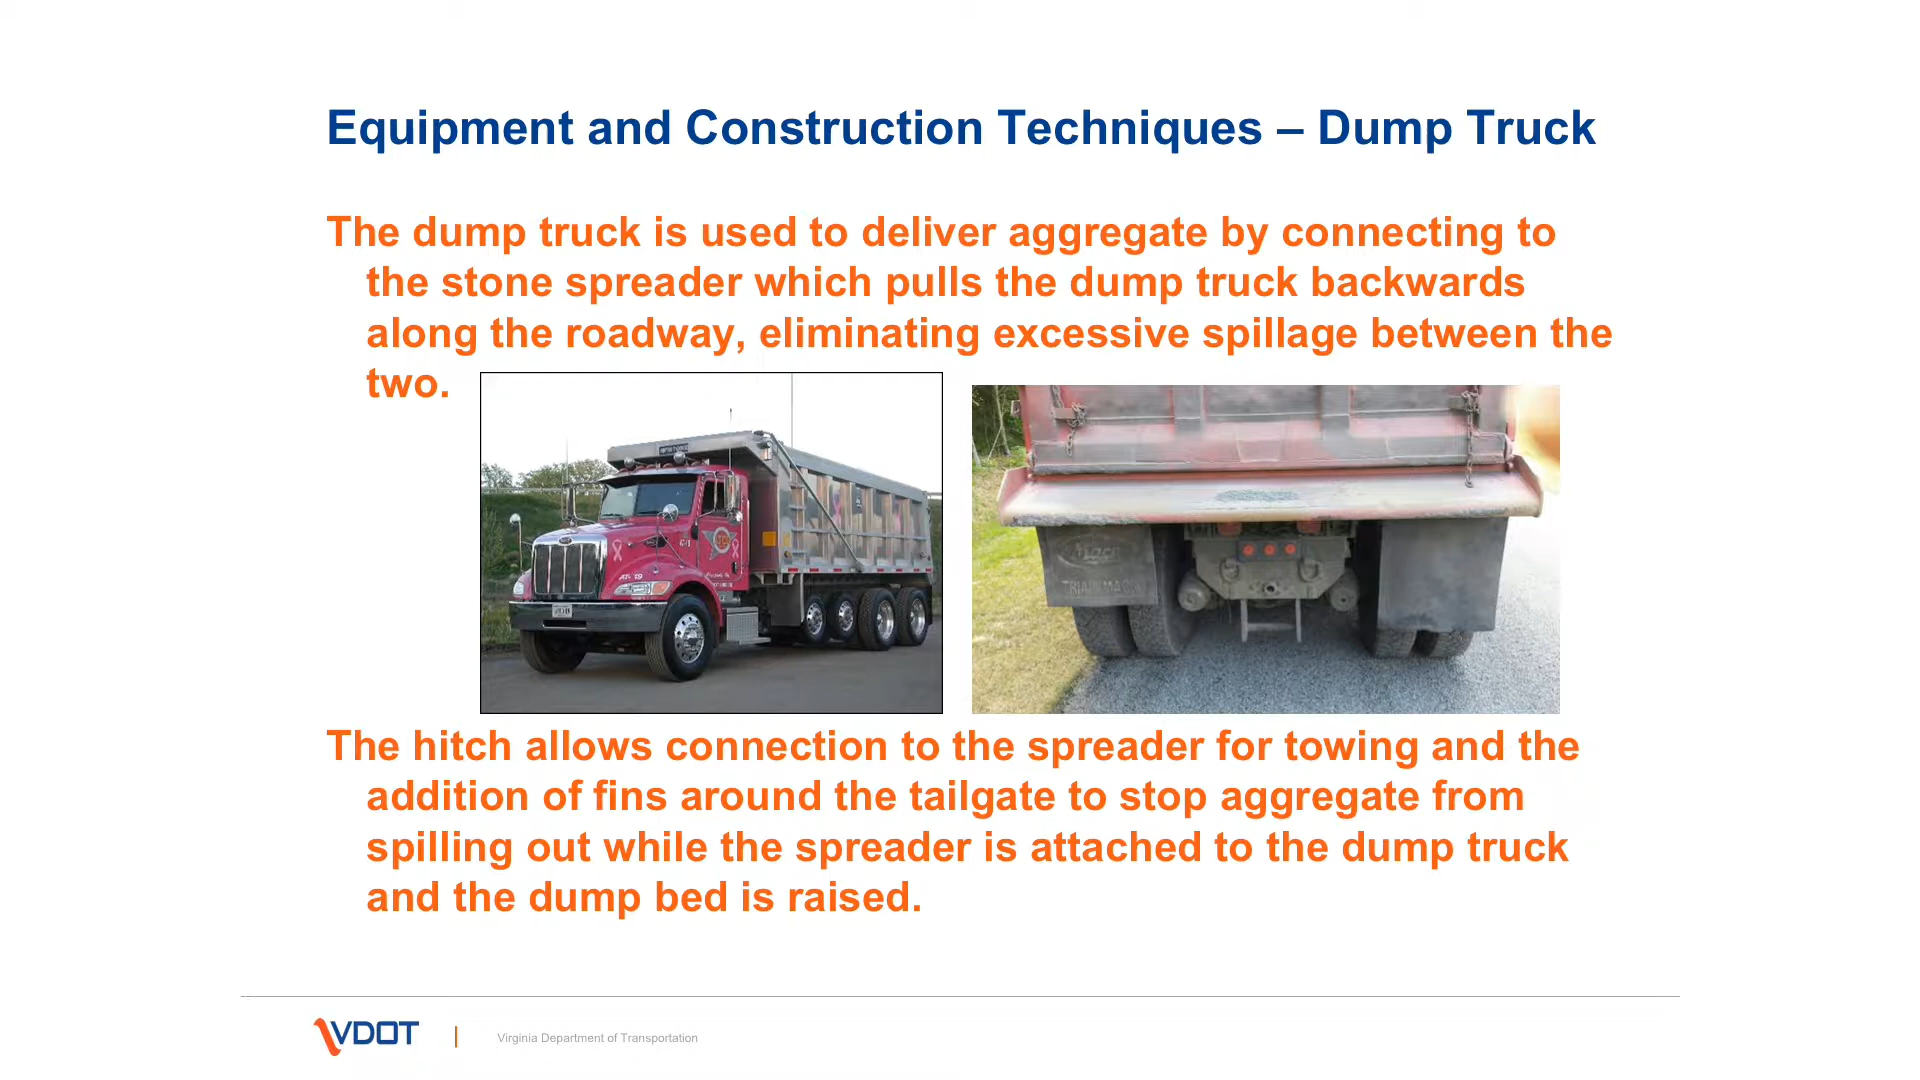 Equipment and Construction Techniques – Dump Truck
The dump truck is used to deliver aggregate by connecting to
the stone spreader which pulls the dump truck backwards
along the roadway, eliminating excessive spillage between the
two.
The hitch allows connection to the spreader for towing and the
addition of fins around the tailgate to stop aggregate from
spilling out while the spreader is attached to the dump truck
and the dump bed is raised.
VDOT
Virginia Department of Transportation